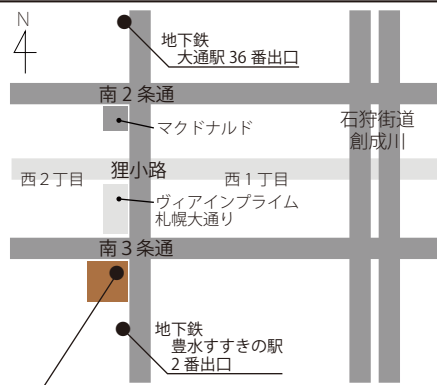 N
地下鉄
大通駅 36 番出口
南 2 条通
マクドナルド
石狩街道
創成川
狸小路
西 2 丁目
西 1 丁目
ヴィアインプライム
札幌大通り
南 3 条通
地下鉄
豊水すすきの駅
2 番出口